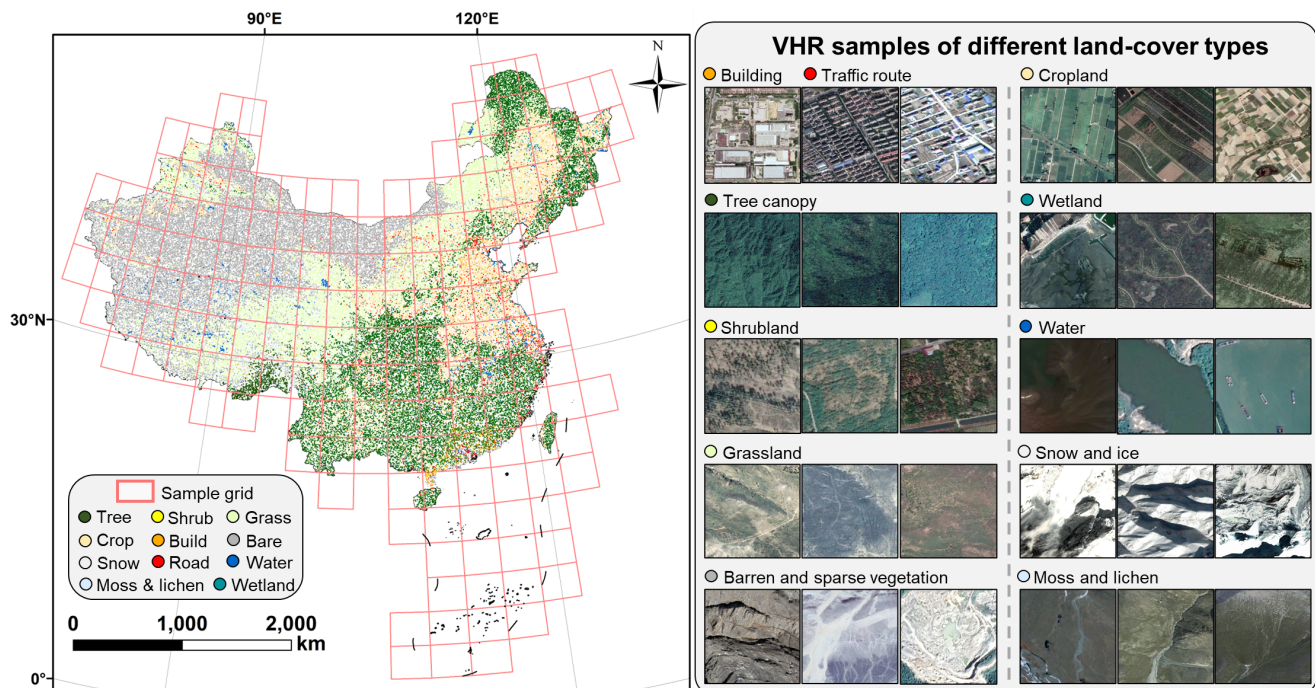 90°E
120°E
N
30°N
0°
Sample grid
Tree
Shrub
Grass
Crop
Build
Bare
Snow
Road
Water
Moss & lichen
Wetland
0
1,000
2,000
km
VHR samples of different land-cover types
Building
Traffic route
Cropland
Tree canopy
Wetland
Shrubland
Water
Grassland
Snow and ice
Barren and sparse vegetation
Moss and lichen